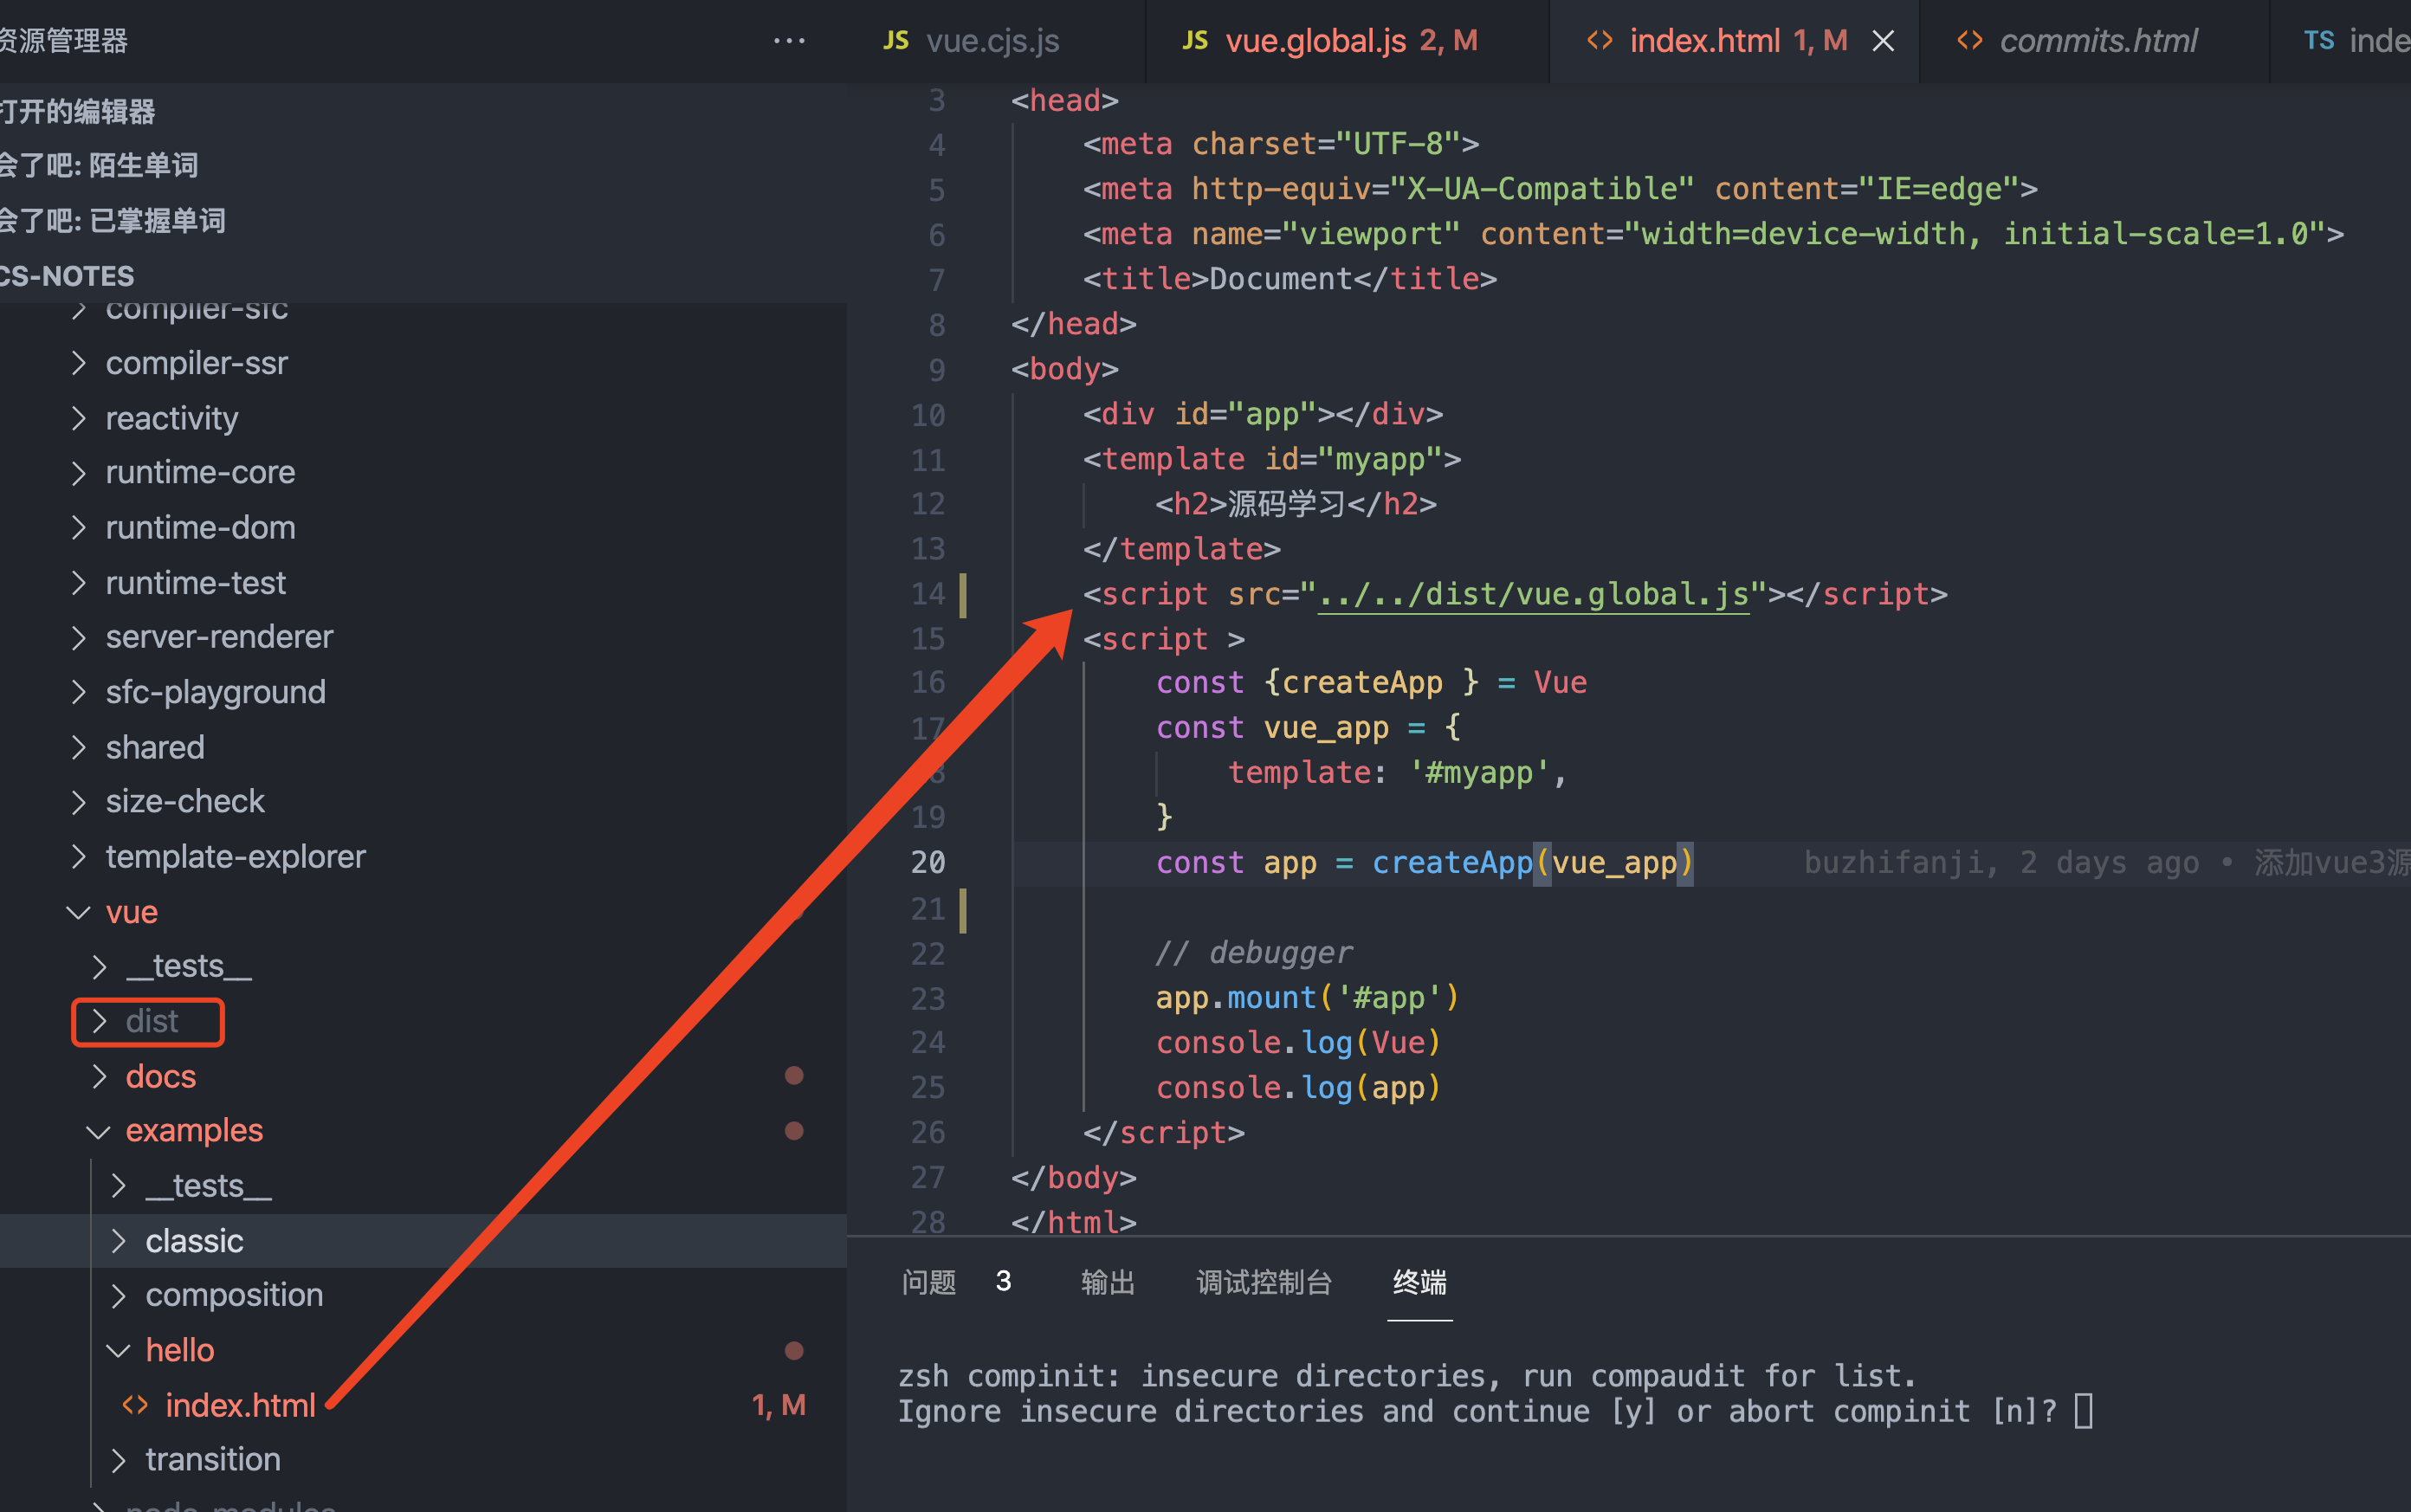 资源管理器 ···
打开的编辑器
会了吧: 陌生单词
会了吧: 已掌握单词
CS-NOTES
compiler-sfc
compiler-ssr
reactivity
runtime-core
runtime-dom
runtime-test
server-renderer
sfc-playground
shared
size-check
template-explorer
vue
__tests__
dist
docs
examples
__tests__
classic
composition
hello
index.html 1, M
transition
node_modules
JS vue.cjs.js
JS vue.global.js 2, M
<> index.html 1, M
<> commits.html
TS inde
3 <head>
4 <meta charset="UTF-8">
5 <meta http-equiv="X-UA-Compatible" content="IE=edge">
6 <meta name="viewport" content="width=device-width, initial-scale=1.0">
7 <title>Document</title>
8 </head>
9 <body>
10 <div id="app"></div>
11 <template id="myapp">
12 <h2>源码学习</h2>
13 </template>
14 <script src="../../dist/vue.global.js"></script>
15 <script >
16 const {createApp } = Vue
17 const vue_app = {
8 template: '#myapp',
19 }
20 const app = createApp(vue_app) buzhifanji, 2 days ago • 添加vue3源
21
22 // debugger
23 app.mount('#app')
24 console.log(Vue)
25 console.log(app)
26 </script>
27 </body>
28 </html>
问题 3 输出 调试控制台 终端
zsh compinit: insecure directories, run compaudit for list.
Ignore insecure directories and continue [y] or abort compinit [n]?